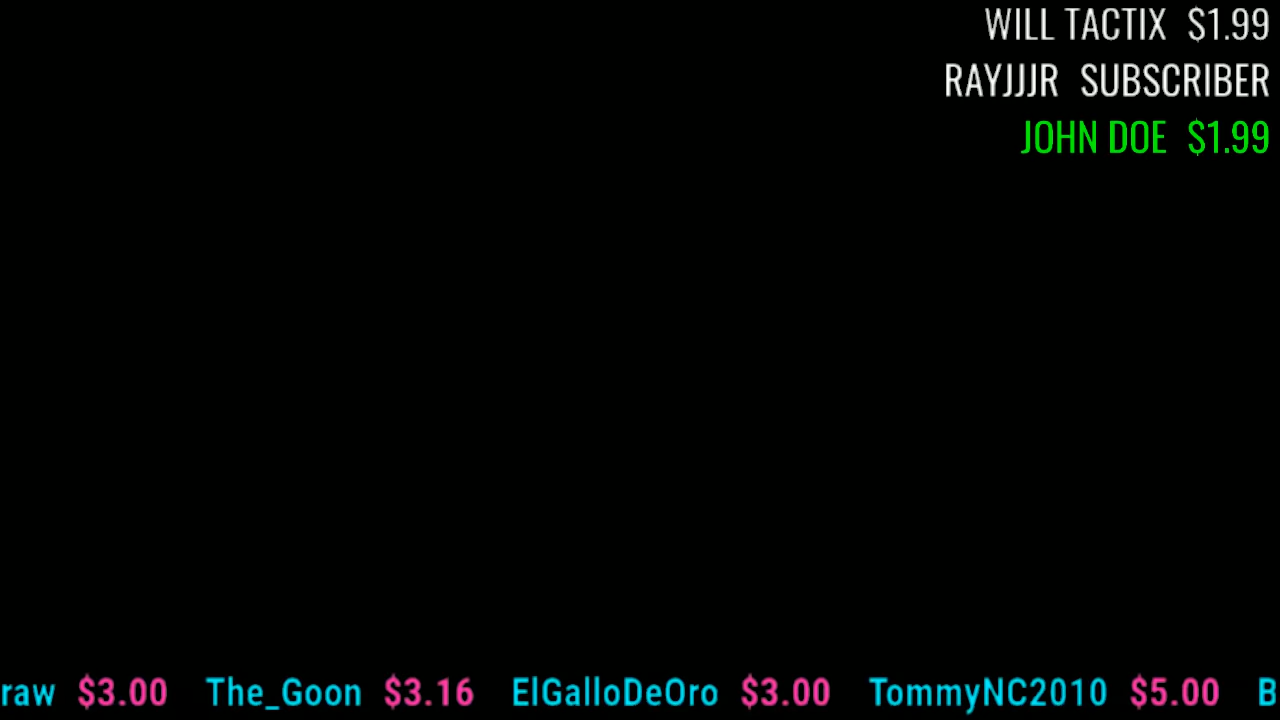 WILL TACTIX $1.99
RAYJJJR SUBSCRIBER
JOHN DOE $1.99
raw $3.00 The_Goon $3.16 ElGalloDeOro $3.00 TommyNC2010 $5.00 B